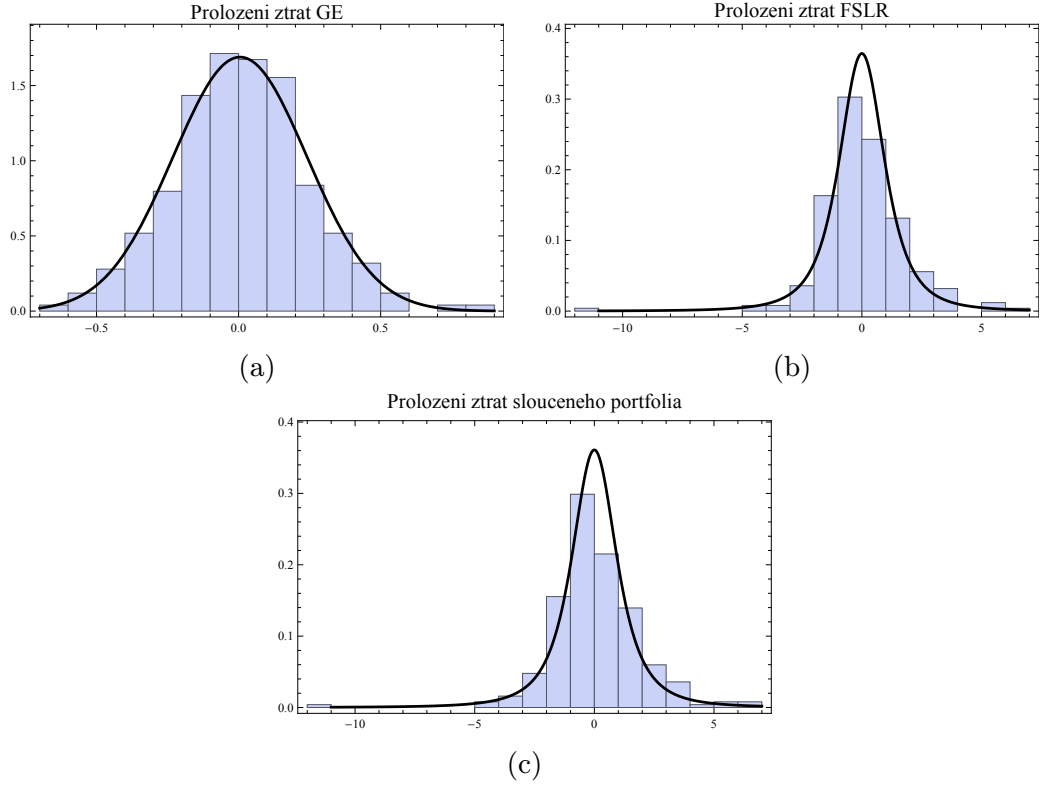 Prolozeni ztrat GE
1.5
1.0
0.5
0.0
−0.5 0.0 0.5
(a)
Prolozeni ztrat FSLR
0.4
0.3
0.2
0.1
0.0
−10 −5 0 5
(b)
Prolozeni ztrat slouceneho portfolia
0.4
0.3
0.2
0.1
0.0
−10 −5 0 5
(c)